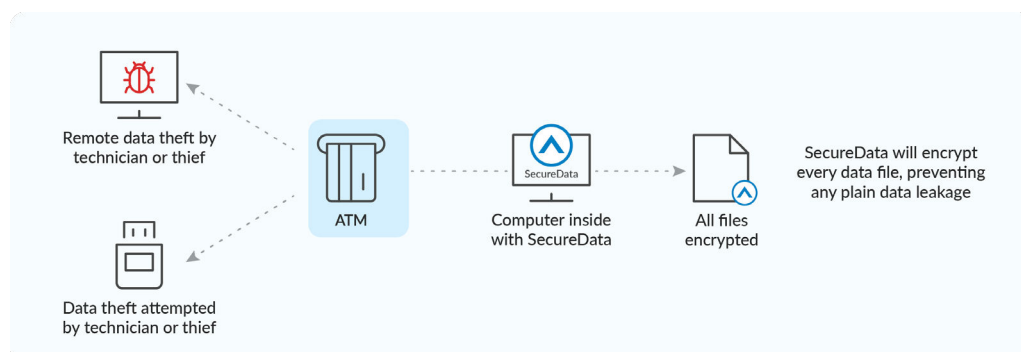 Remote data theft by
technician or thief
Data theft attempted
by technician or thief
ATM
SecureData
Computer inside
with SecureData
All files
encrypted
SecureData will encrypt
every data file, preventing
any plain data leakage